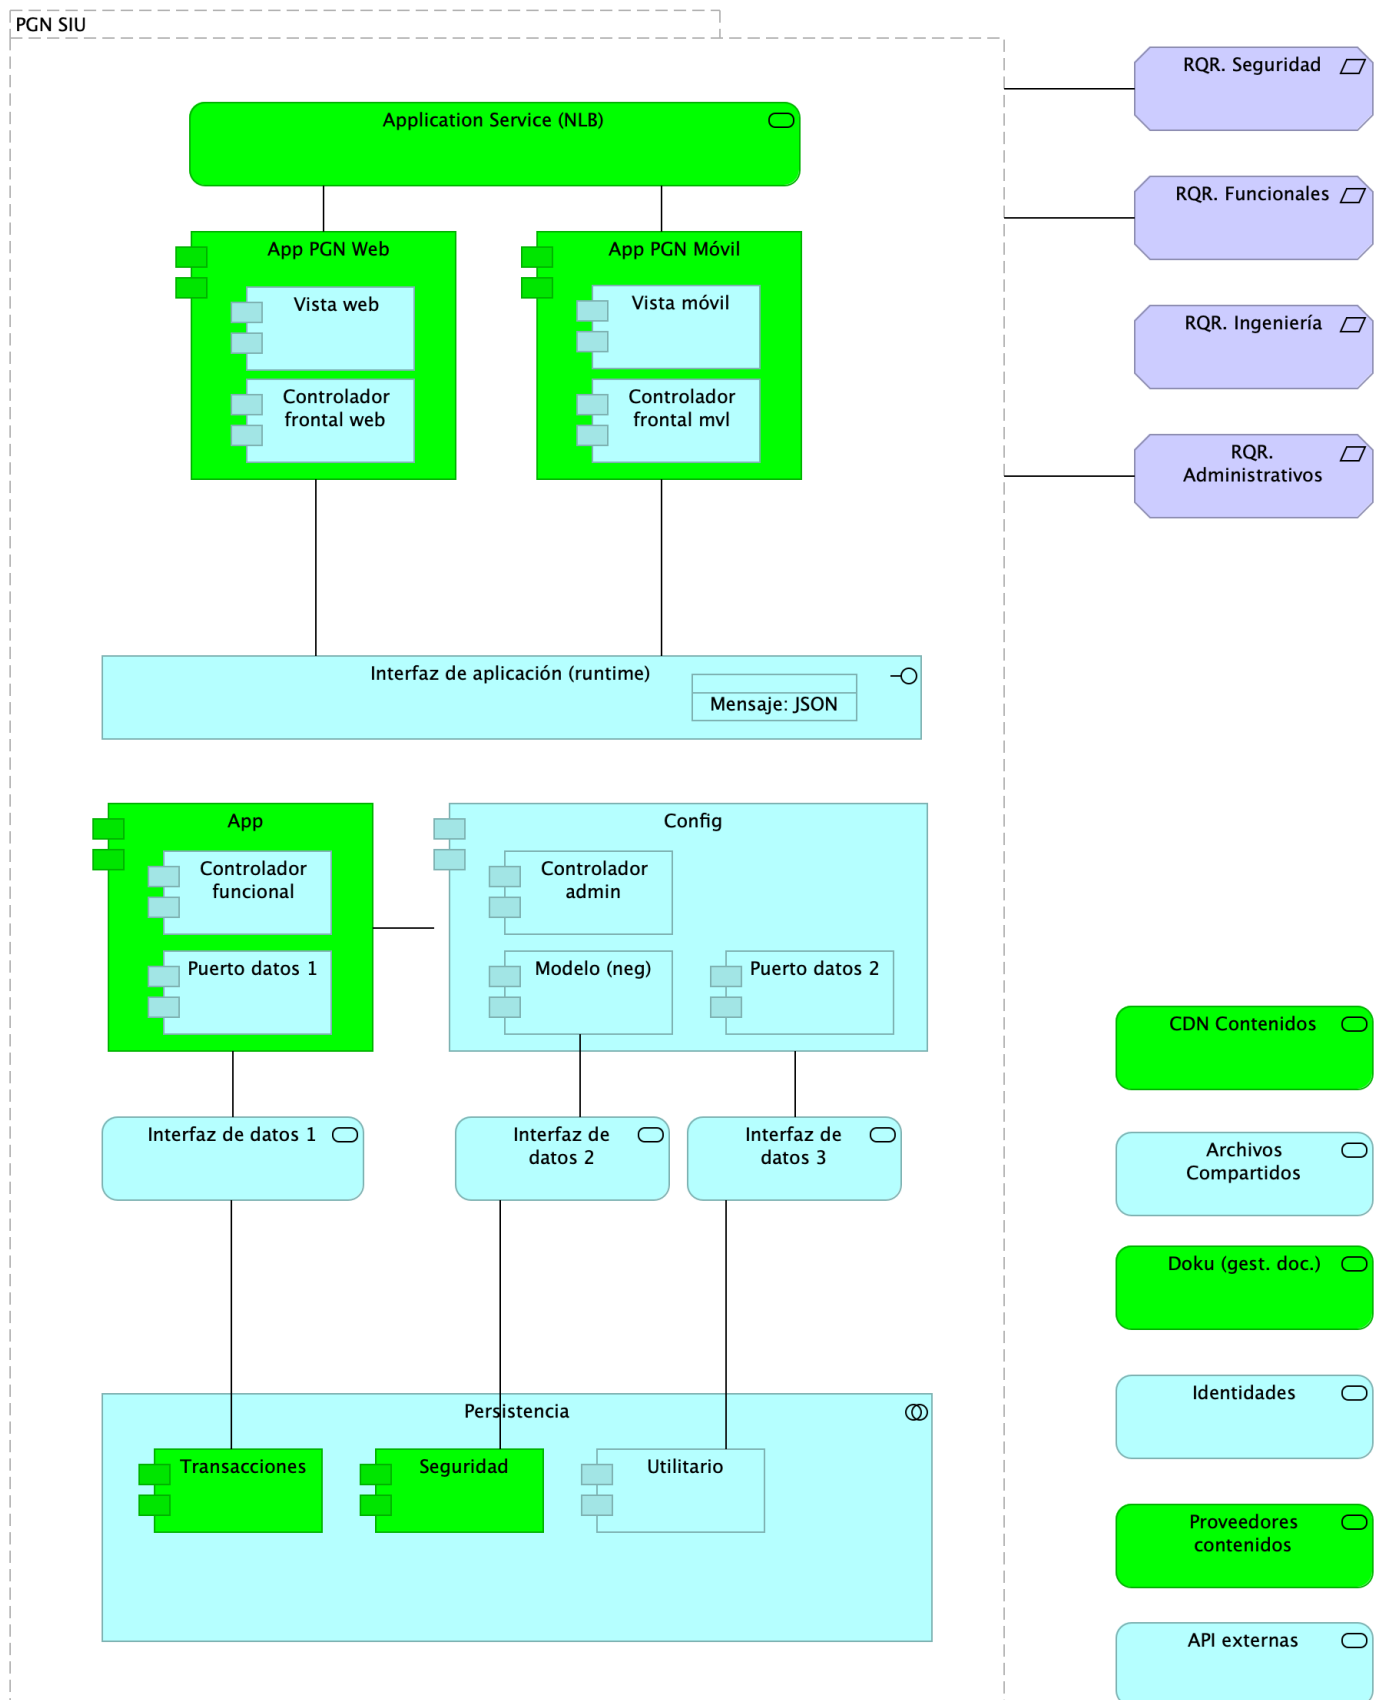 PGN SIU
RQR. Seguridad
Application Service (NLB)
RQR. Funcionales
App PGN Web
App PGN Móvil
Vista web
Vista móvil
RQR. Ingeniería
Controlador
frontal web
Controlador
frontal mvl
RQR.
Administrativos
Interfaz de aplicación (runtime)
Mensaje: JSON
App
Config
Controlador
funcional
Controlador
admin
Puerto datos 1
Modelo (neg)
Puerto datos 2
CDN Contenidos
Interfaz de datos 1
Interfaz de
datos 2
Interfaz de
datos 3
Archivos
Compartidos
Doku (gest. doc.)
Identidades
Persistencia
Transacciones
Seguridad
Utilitario
Proveedores
contenidos
API externas